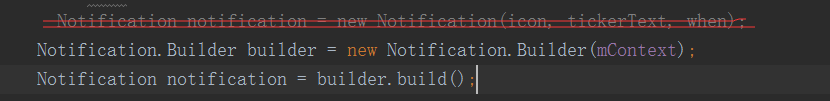 Notification notification = new Notification(icon, tickerText, when);
Notification.Builder builder = new Notification.Builder(mContext);
Notification notification = builder.build();